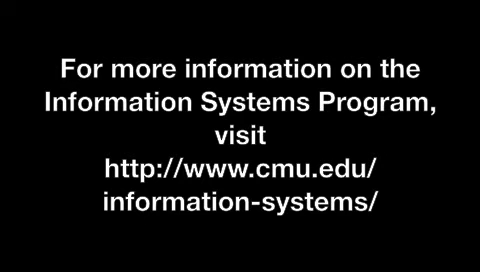 For more information on the
Information Systems Program,
visit
http://www.cmu.edu/
information-systems/